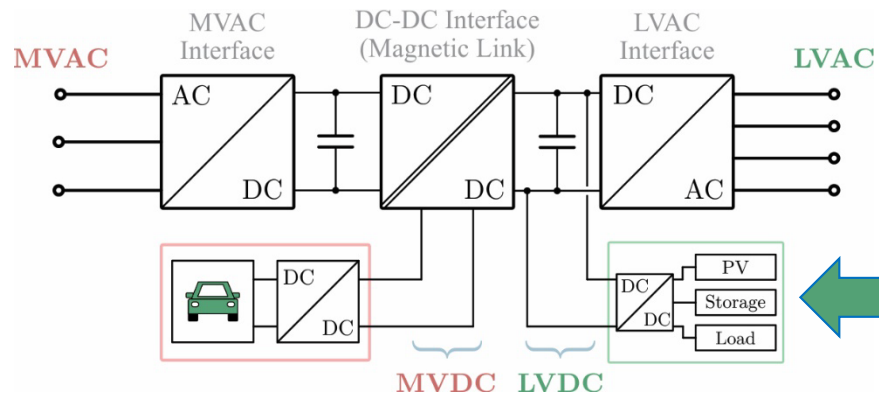 MVAC
Interface
DC-DC Interface
(Magnetic Link)
LVAC
Interface
MVAC
LVAC
AC
DC
DC
DC
DC
AC
DC
DC
DC
DC
PV
Storage
Load
MVDC
LVDC